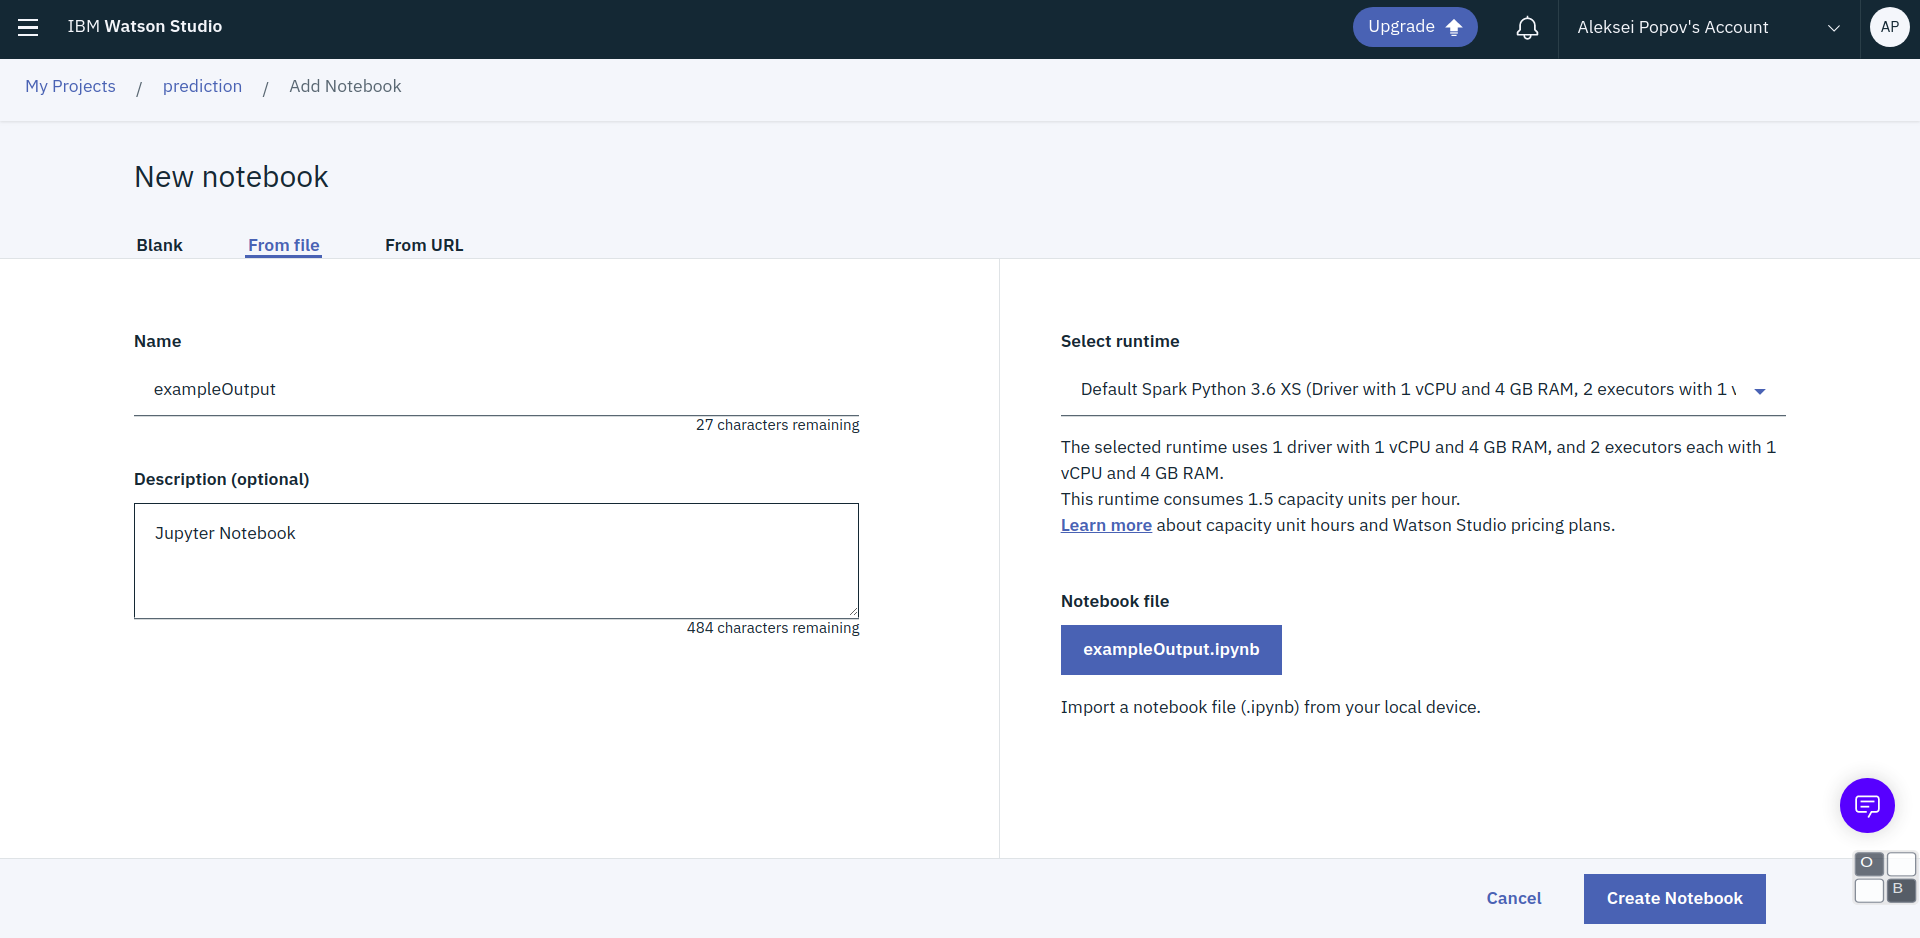 IBM Watson Studio
Upgrade
Aleksei Popov's Account
AP
My Projects / prediction / Add Notebook
New notebook
Blank
From file
From URL
Name
exampleOutput
27 characters remaining
Description (optional)
Jupyter Notebook
484 characters remaining
Select runtime
Default Spark Python 3.6 XS (Driver with 1 vCPU and 4 GB RAM, 2 executors with 1
The selected runtime uses 1 driver with 1 vCPU and 4 GB RAM, and 2 executors each with 1
vCPU and 4 GB RAM.
This runtime consumes 1.5 capacity units per hour.
Learn more about capacity unit hours and Watson Studio pricing plans.
Notebook file
exampleOutput.ipynb
Import a notebook file (.ipynb) from your local device.
O
B
Cancel
Create Notebook